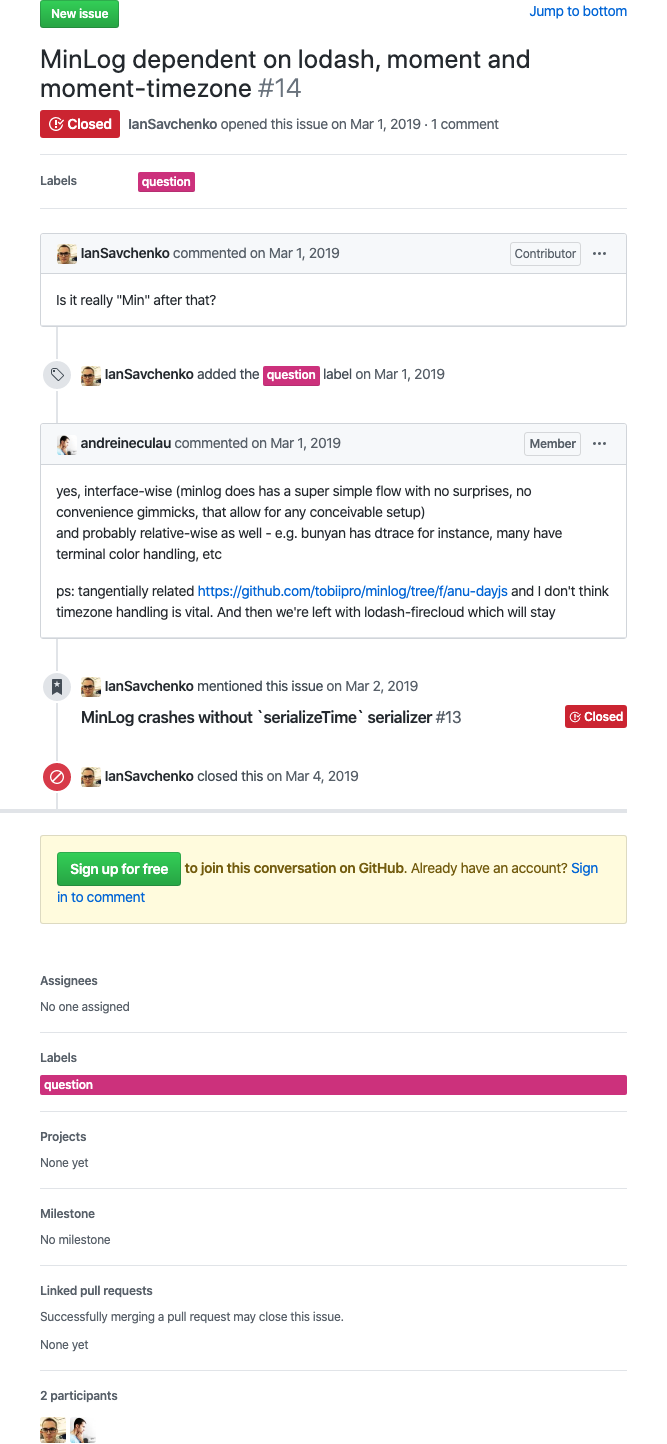 New issue
Jump to bottom
MinLog dependent on lodash, moment and
moment-timezone #14
Closed IanSavchenko opened this issue on Mar 1, 2019 · 1 comment
Labels question
IanSavchenko commented on Mar 1, 2019 Contributor ···
Is it really "Min" after that?
IanSavchenko added the question label on Mar 1, 2019
andreineculau commented on Mar 1, 2019 Member ···
yes, interface-wise (minlog does has a super simple flow with no surprises, no
convenience gimmicks, that allow for any conceivable setup)
and probably relative-wise as well - e.g. bunyan has dtrace for instance, many have
terminal color handling, etc
ps: tangentially related https://github.com/tobiipro/minlog/tree/f/anu-dayjs and I don't think
timezone handling is vital. And then we're left with lodash-firecloud which will stay
IanSavchenko mentioned this issue on Mar 2, 2019
MinLog crashes without `serializeTime` serializer #13 Closed
IanSavchenko closed this on Mar 4, 2019
Sign up for free to join this conversation on GitHub. Already have an account? Sign
in to comment
Assignees
No one assigned
Labels
question
Projects
None yet
Milestone
No milestone
Linked pull requests
Successfully merging a pull request may close this issue.
None yet
2 participants